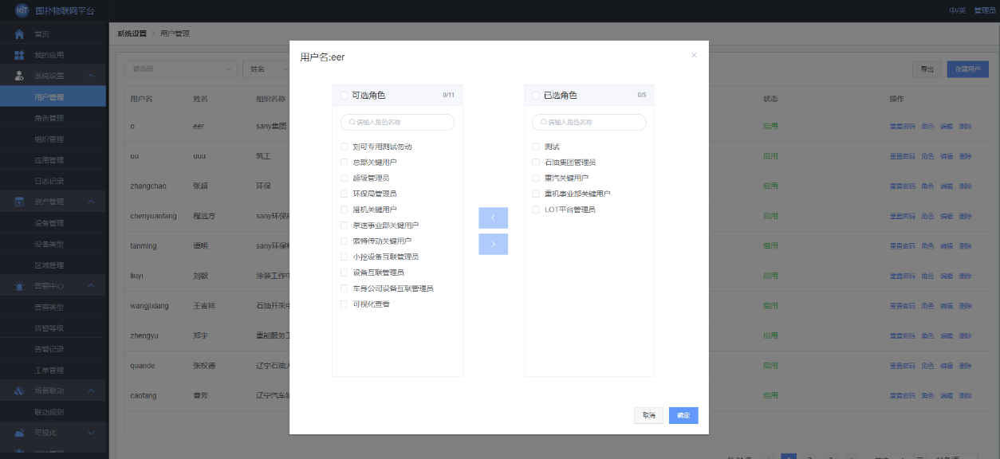 IOT 图扑物联网平台
中/英 管理员
首页
我的应用
系统设置
用户管理
角色管理
组织管理
应用管理
日志记录
资产管理
设备管理
设备类型
区域管理
告警中心
告警类型
告警等级
告警记录
工单管理
场景联动
联动规则
可视化
系统设置 > 用户管理
请选择 姓名 导出 创建用户
用户名 姓名 组织名称 状态 操作
o eer sany集团 启用 重置密码 角色 编辑 删除
uu uuu 筑工 启用 重置密码 角色 编辑 删除
zhangchao 张超 环保 启用 重置密码 角色 编辑 删除
chenyuanfang 程远方 sany环保 启用 重置密码 角色 编辑 删除
tanming 谭明 sany环保 启用 重置密码 角色 编辑 删除
liuyi 刘毅 涂装工作 启用 重置密码 角色 编辑 删除
wangjixiang 王吉祥 石油开采 启用 重置密码 角色 编辑 删除
zhengyu 郑宇 重能服务 启用 重置密码 角色 编辑 删除
quande 张权德 辽宁石油 启用 重置密码 角色 编辑 删除
caofang 曹芳 辽宁汽车 启用 重置密码 角色 编辑 删除
用户名:eer
可选角色 0/11
请输入角色名称
刘可专用测试勿动
总部关键用户
超级管理员
环保局管理员
港机关键用户
泵送事业部关键用户
索特传动关键用户
小挖设备互联管理员
设备互联管理员
车身公司设备互联管理员
可视化查看
已选角色 0/5
请输入角色名称
测试
石油集团管理员
重汽关键用户
重机事业部关键用户
LOT平台管理员
取消 确定